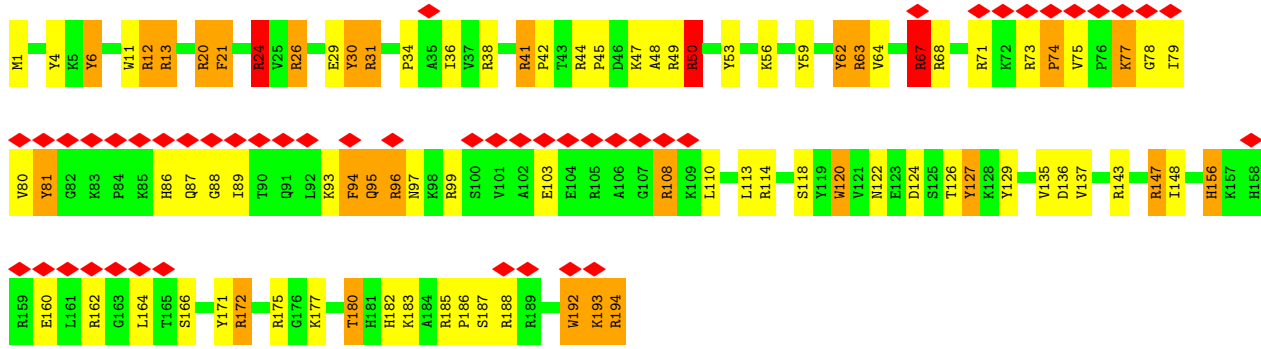 M1 Y4 K5 Y6 W11 R12 R13 R20 F21 R24 V25 R26 E29 Y30 R31 P34 A35 I36 V37 R38 R41 P42 T43 R44 P45 D46 K47 A48 R49 R50 Y53 K56 Y59 Y62 R63 V64 R67 R68 R71 K72 R73 P74 V75 P76 K77 G78 I79
V80 Y81 G82 K83 P84 K85 H86 Q87 G88 I89 T90 Q91 L92 K93 F94 Q95 R96 N97 K98 R99 S100 V101 A102 E103 E104 R105 A106 G107 R108 K109 L110 L113 R114 S118 Y119 W120 V121 N122 E123 D124 S125 T126 Y127 K128 Y129 V135 D136 V137 R143 R147 I148 H156 K157 H158
R159 E160 L161 R162 G163 L164 T165 S166 Y171 R172 R175 G176 K177 T180 H181 H182 K183 A184 R185 P186 S187 R188 R189 W192 K193 R194